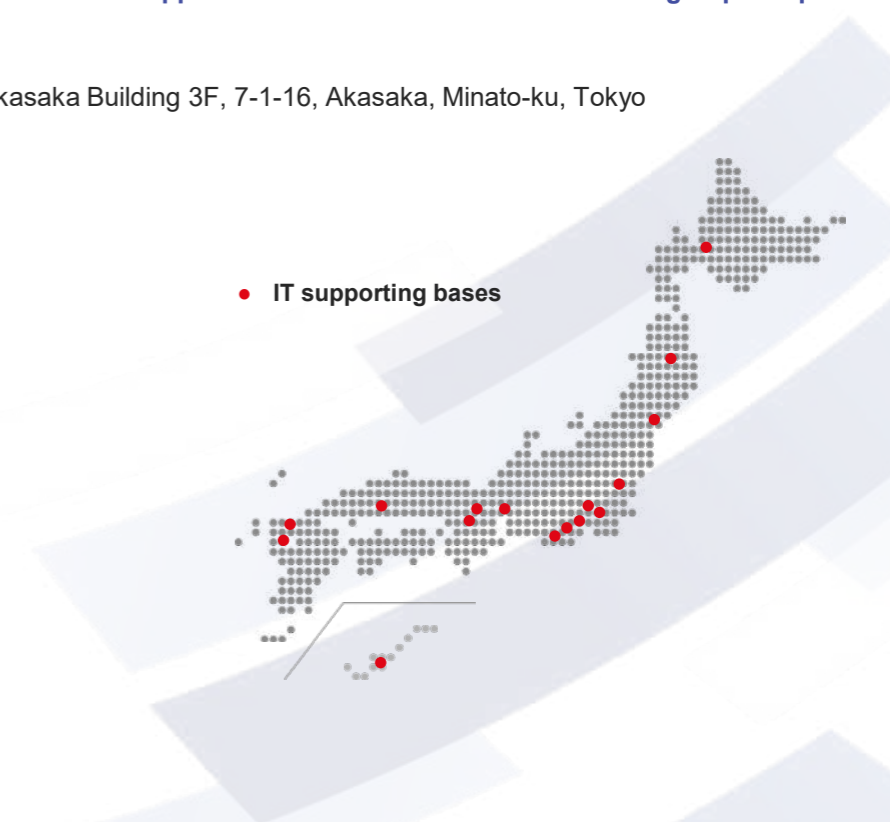 kasaka Building 3F, 7-1-16, Akasaka, Minato-ku, Tokyo
IT supporting bases